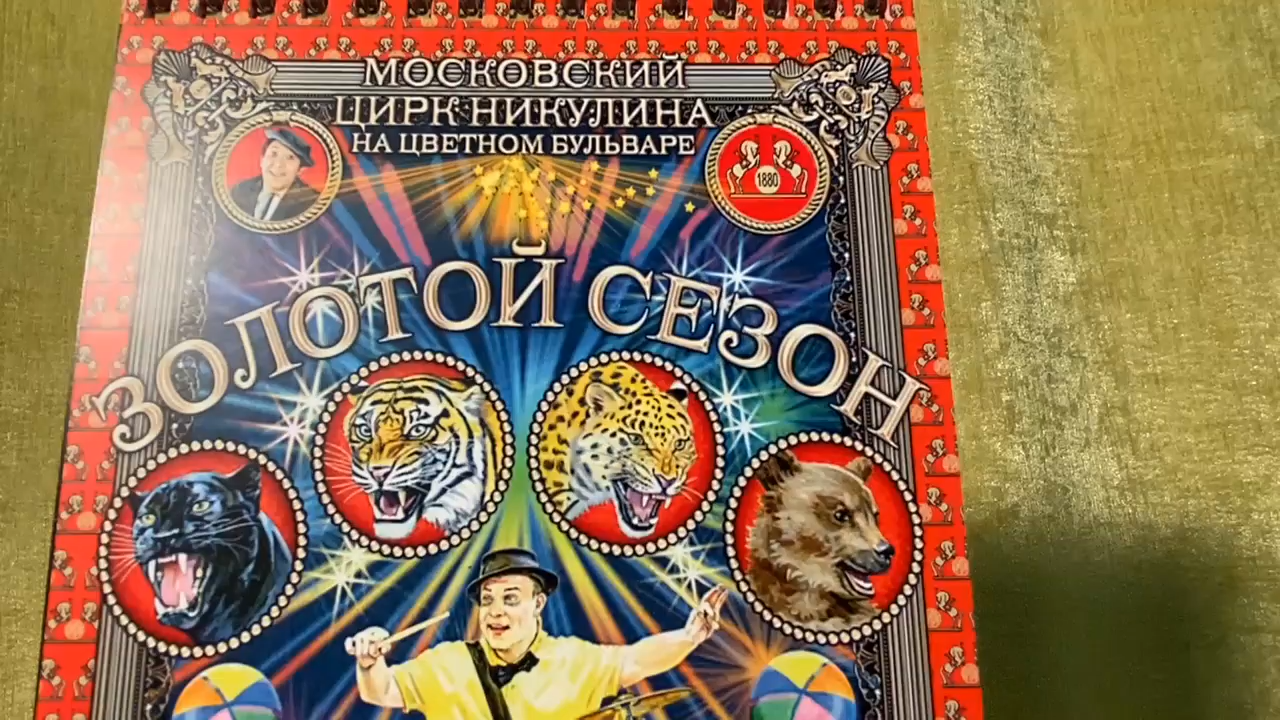 МОСКОВСКИЙ
ЦИРК НИКУЛИНА
НА ЦВЕТНОМ БУЛЬВАРЕ
1880
ЗОЛОТОЙ СЕЗОН